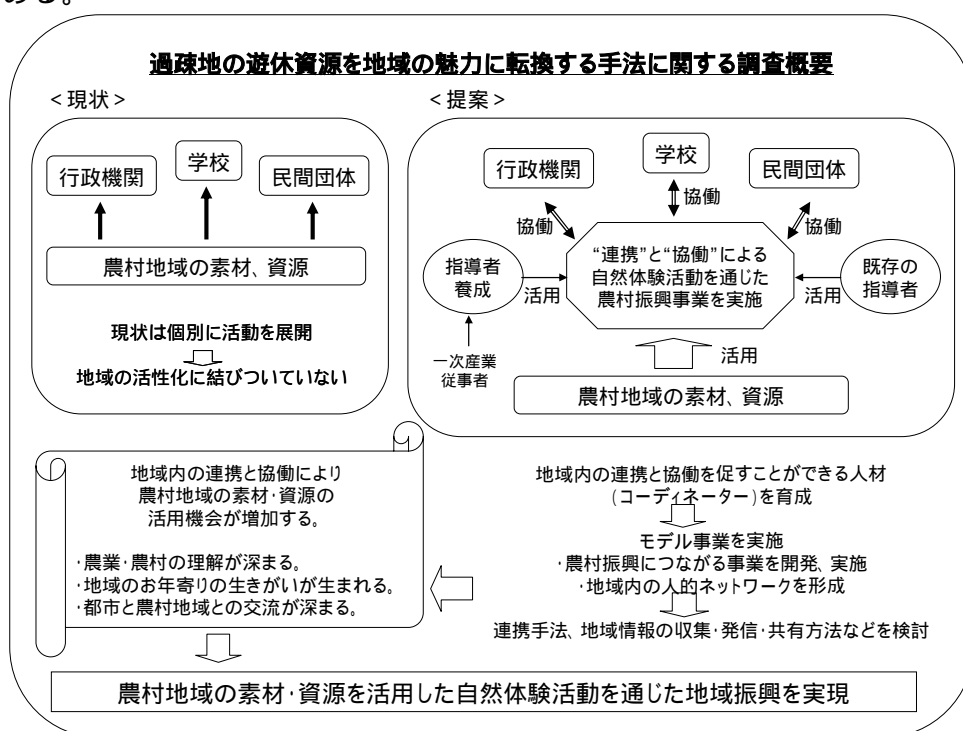 ある。
過疎地の遊休資源を地域の魅力に転換する手法に関する調査概要
<現状>
行政機関
学校
民間団体
農村地域の素材、資源
現状は個別に活動を展開
地域の活性化に結びついていない
<提案>
行政機関
学校
民間団体
協働
協働
協働
指導者
養成
活用
“連携”と“協働”による
自然体験活動を通じた
農村振興事業を実施
活用
既存の
指導者
一次産業
従事者
活用
農村地域の素材、資源
地域内の連携と協働を促すことができる人材
(コーディネーター)を育成
モデル事業を実施
・農村振興につながる事業を開発、実施
・地域内の人的ネットワークを形成
連携手法、地域情報の収集・発信・共有方法などを検討
地域内の連携と協働により
農村地域の素材・資源の
活用機会が増加する。
・農業・農村の理解が深まる。
・地域のお年寄りの生きがいが生まれる。
・都市と農村地域との交流が深まる。
農村地域の素材・資源を活用した自然体験活動を通じた地域振興を実現